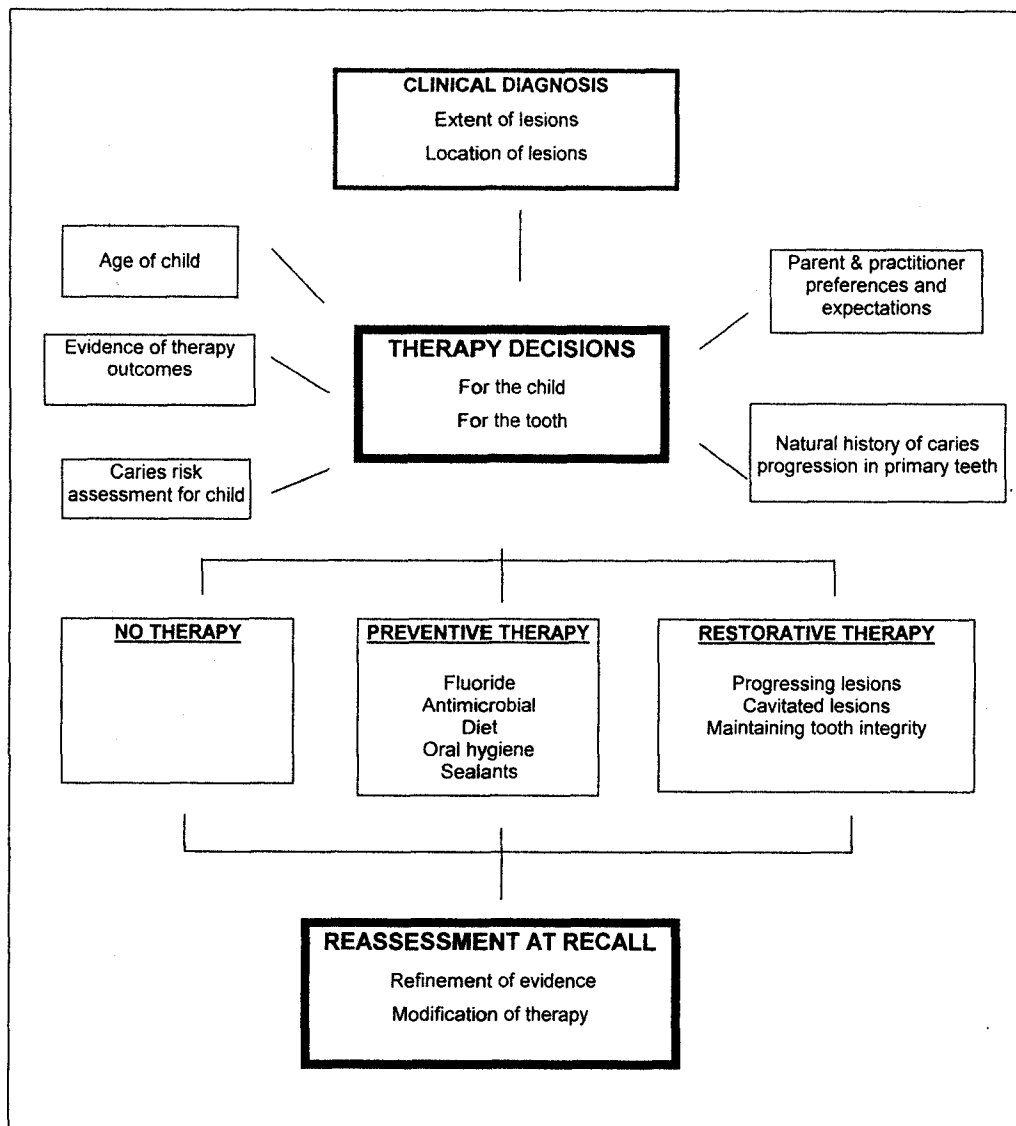 CLINICAL DIAGNOSIS
Extent of lesions
Location of lesions
Age of child
Parent & practitioner
preferences and
expectations
Evidence of therapy
outcomes
THERAPY DECISIONS
For the child
For the tooth
Caries risk
assessment for child
Natural history of caries
progression in primary teeth
NO THERAPY
PREVENTIVE THERAPY
Fluoride
Antimicrobial
Diet
Oral hygiene
Sealants
RESTORATIVE THERAPY
Progressing lesions
Cavitated lesions
Maintaining tooth integrity
REASSESSMENT AT RECALL
Refinement of evidence
Modification of therapy